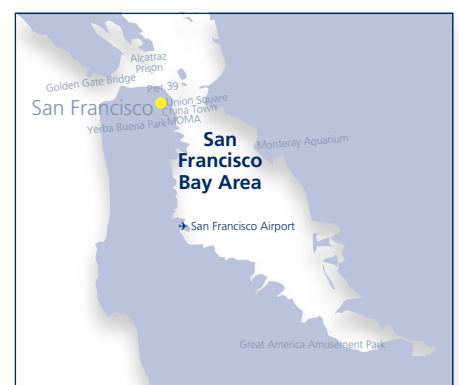 Alcatraz
Prison
Golden Gate Bridge
Pier 39
San Francisco
Union Square
China Town
Yerba Buena Park
MOMA
San
Francisco
Bay Area
Monteray Aquarium
San Francisco Airport
Great America Amusement Park